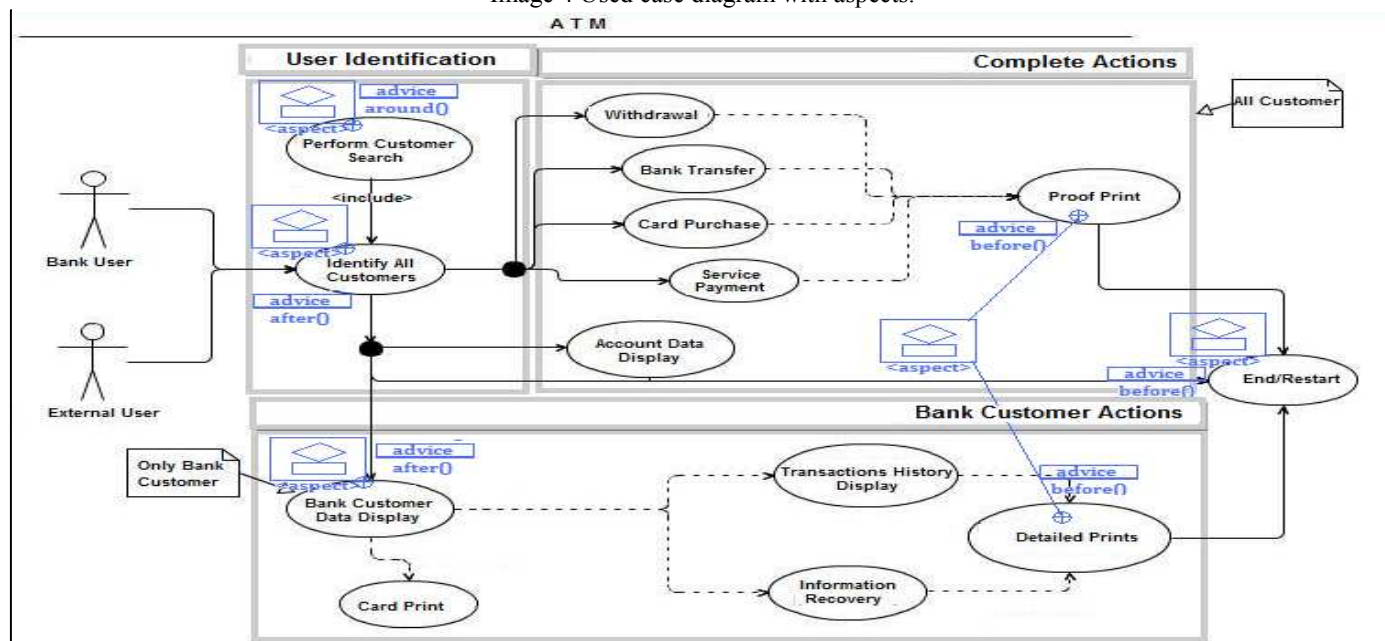 Image 4 Used case diagram with aspects.
A T M
User Identification
Complete Actions
advice
around()
<aspect>
Perform Customer
Search
<include>
<aspect>
Identify All
Customers
advice
after()
Bank User
External User
Withdrawal
Bank Transfer
Card Purchase
Service
Payment
Account Data
Display
Proof Print
advice
before()
<aspect>
All Customer
<aspect>
advice
before()
End/Restart
Bank Customer Actions
Only Bank
Customer
advice
after()
<aspect>
Bank Customer
Data Display
Card Print
Transactions History
Display
Information
Recovery
advice
before()
Detailed Prints